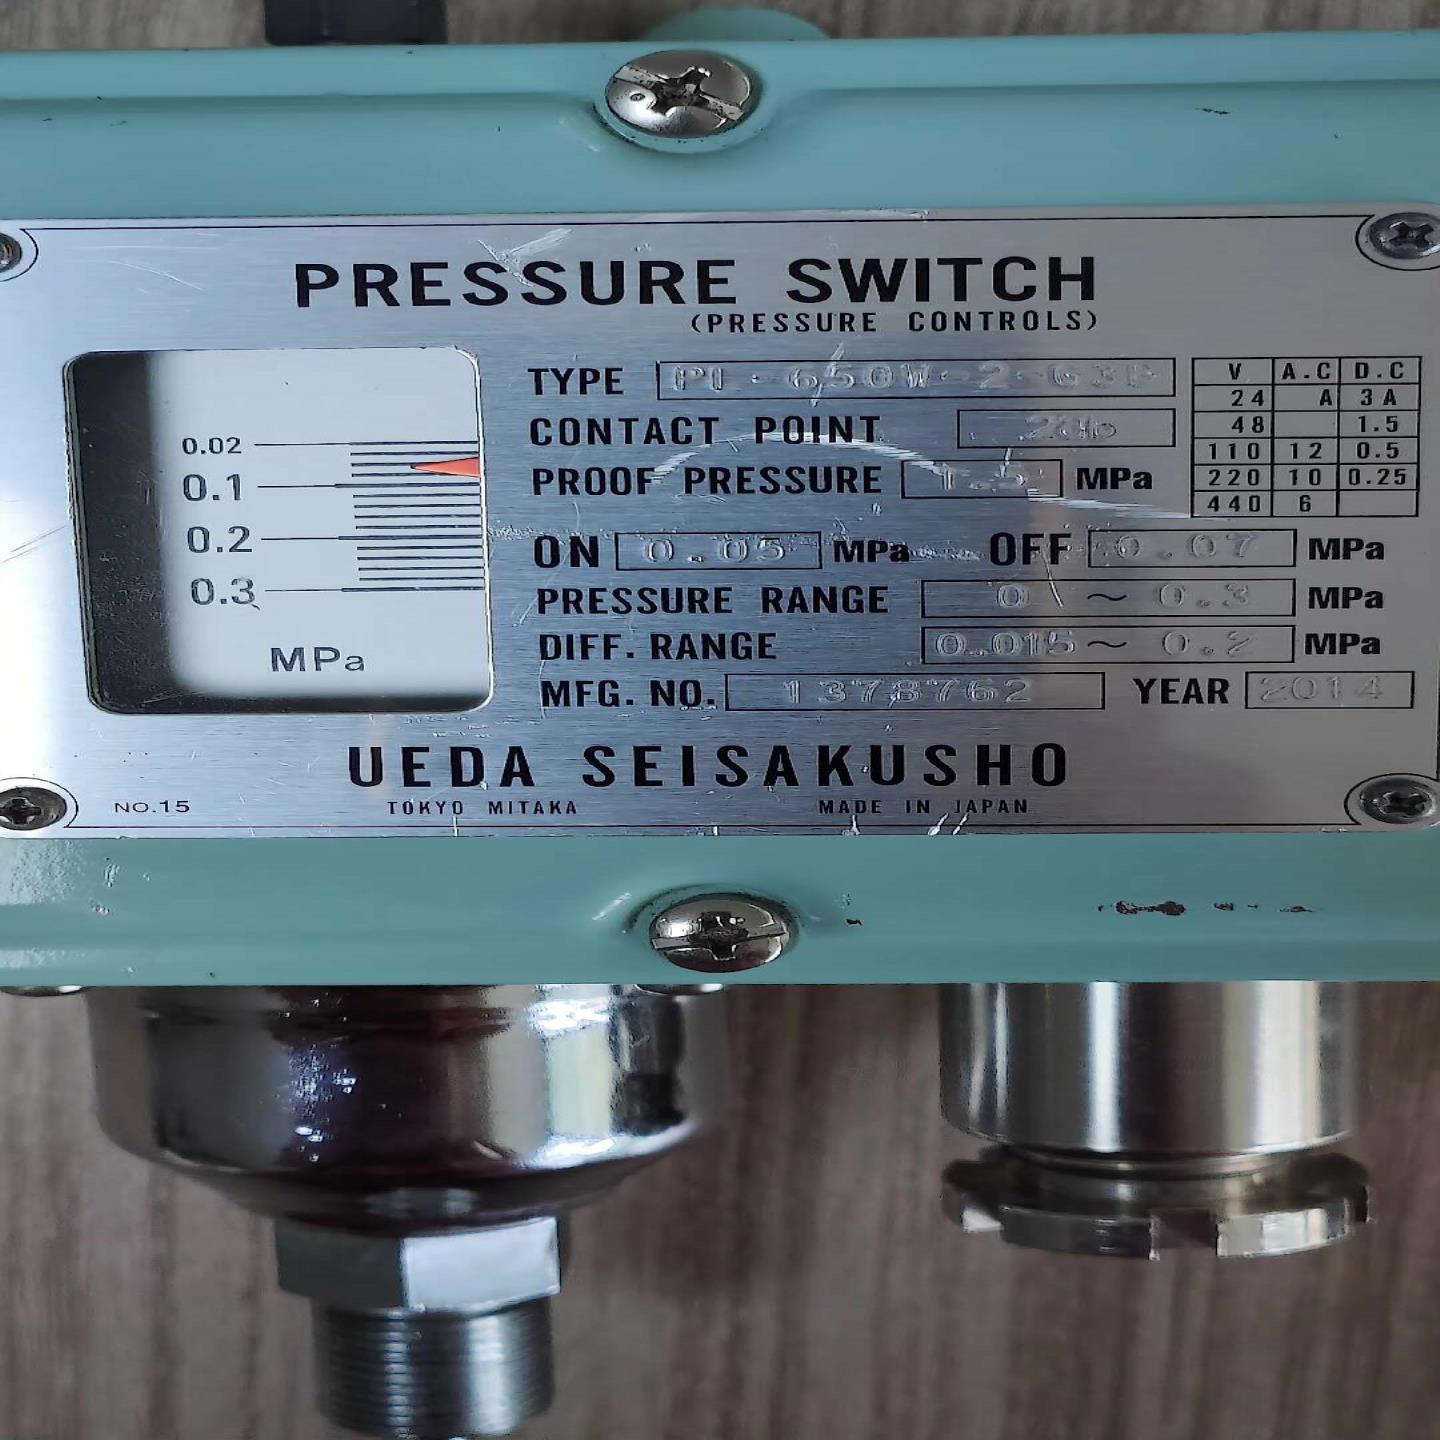 PRESSURE SWITCH
(PRESSURE CONTROLS)
0.02
0.1
0.2
0.3
MPa
TYPE PL-650W-2-G3P
CONTACT POINT
PROOF PRESSURE 1.5 MPa
ON 0.05 MPa OFF 0.07 MPa
PRESSURE RANGE 0 ~ 0.3 MPa
DIFF. RANGE 0.015 ~ 0.2 MPa
MFG. NO. 1378762 YEAR 2014
V A.C D.C
24 A 3A
48 1.5
110 12 0.5
220 10 0.25
440 6
UEDA SEISAKUSHO
NO.15 TOKYO MITAKA MADE IN JAPAN